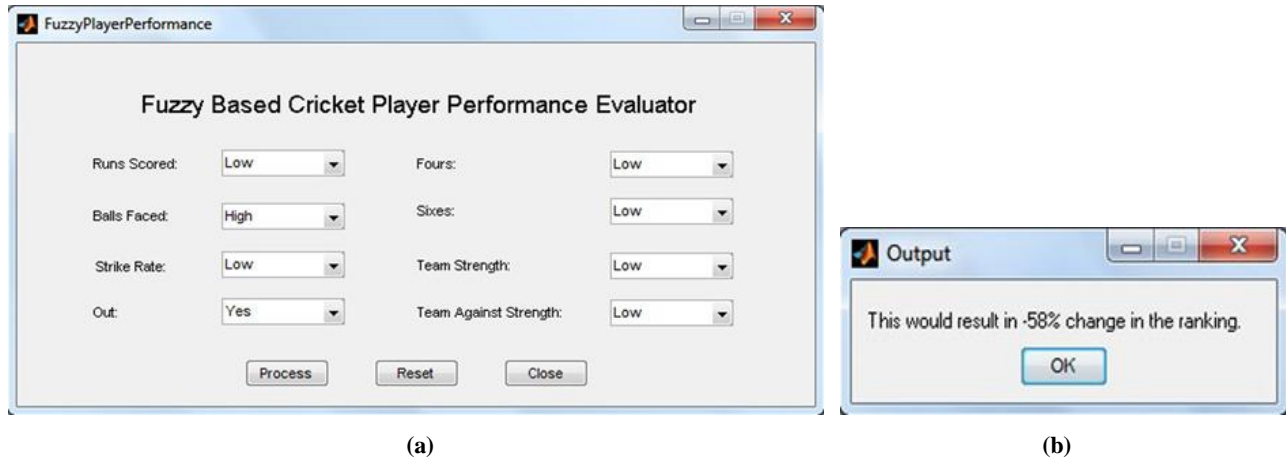 FuzzyPlayerPerformance
Fuzzy Based Cricket Player Performance Evaluator
Runs Scored: Low Fours: Low
Balls Faced: High Sixes: Low
Strike Rate: Low Team Strength: Low
Out: Yes Team Against Strength: Low
Process Reset Close
Output
This would result in -58% change in the ranking.
OK
(a) (b)